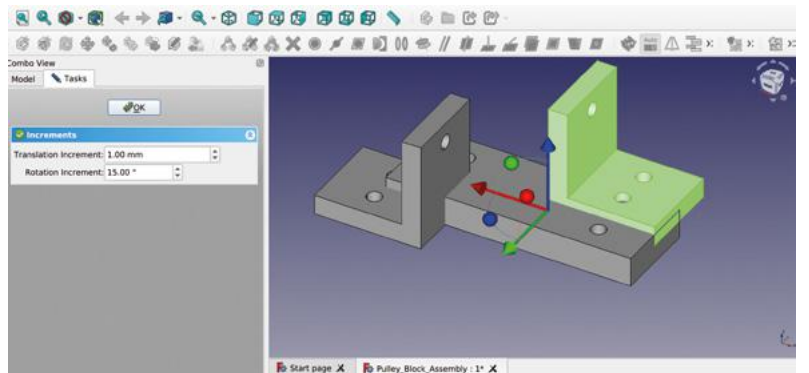 Combo View
Model
Tasks
OK
Increments
Translation Increment: 1.00 mm
Rotation Increment: 15.00 °
Start page
Pulley_Block_Assembly : 1*